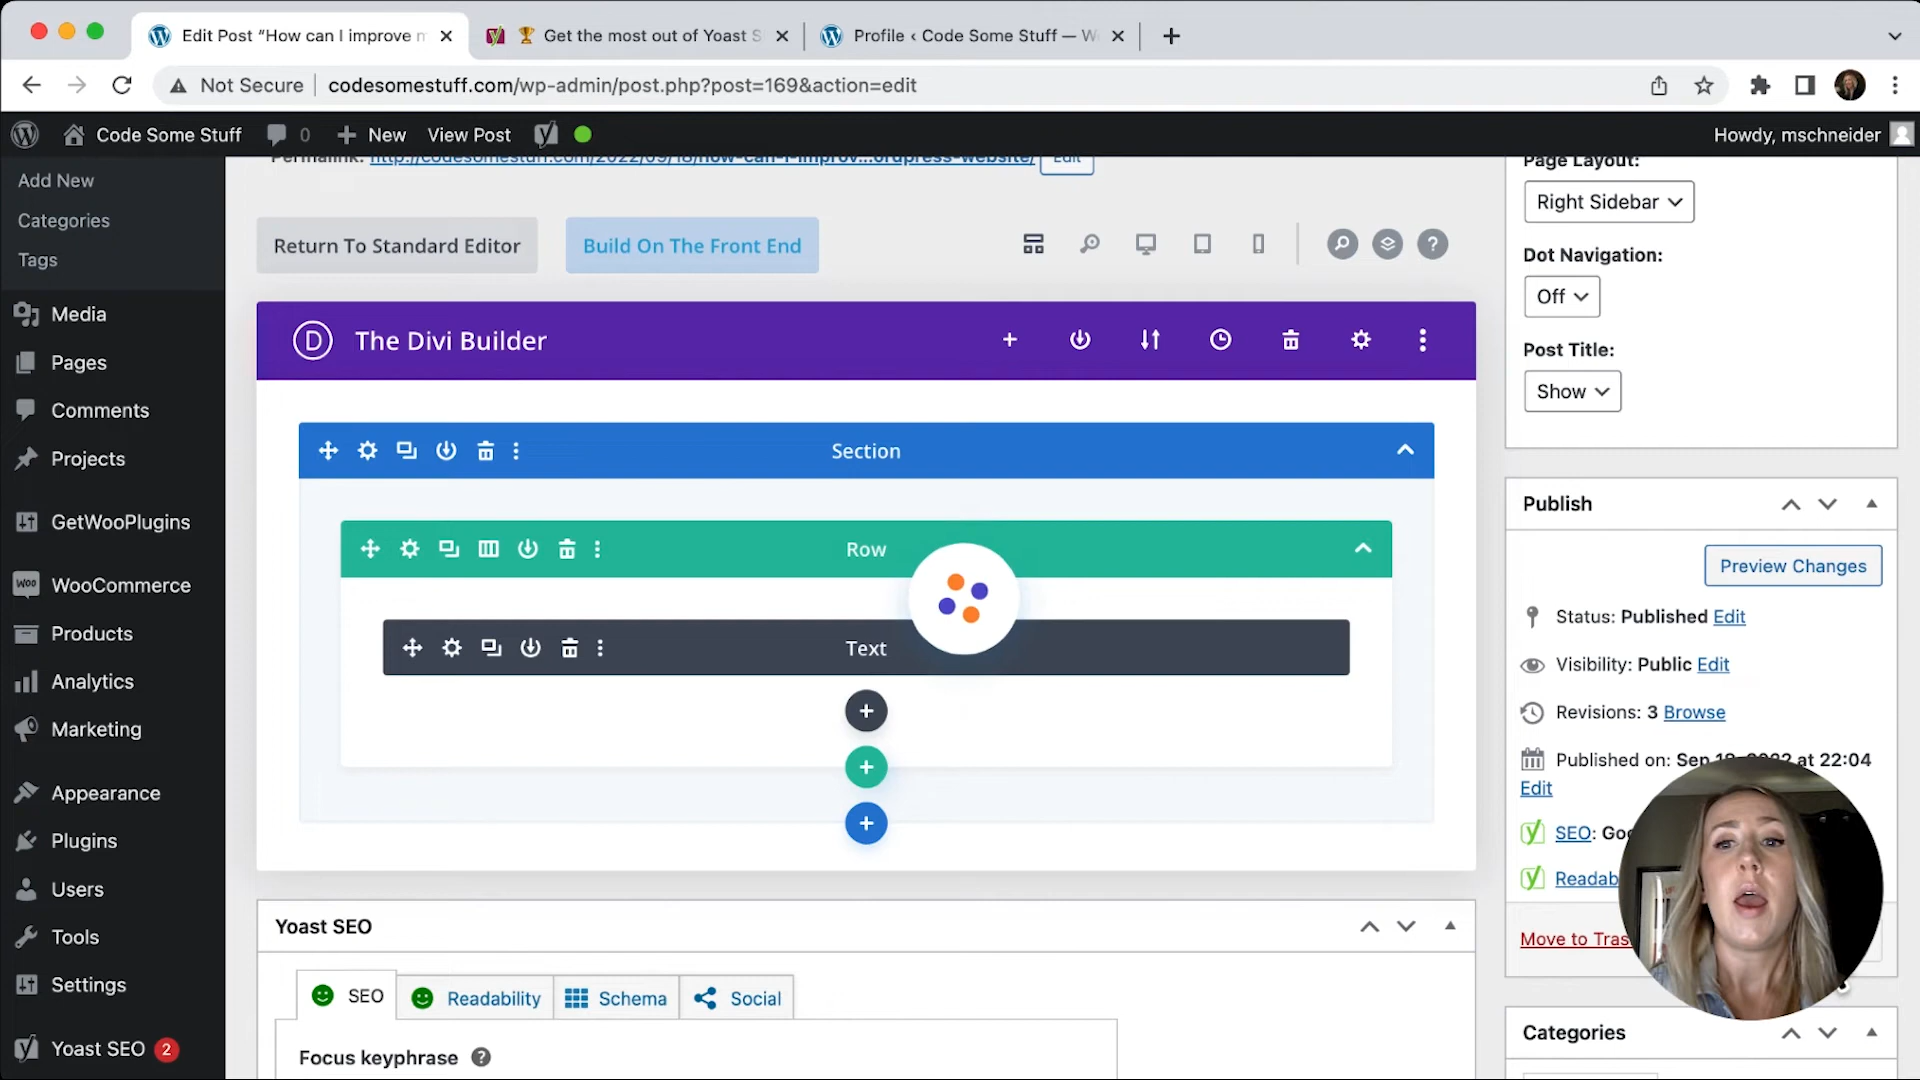 Edit Post “How can I improve m
Get the most out of Yoast S
Profile ‹ Code Some Stuff — W
Not Secure
codesomestuff.com/wp-admin/post.php?post=169&action=edit
Code Some Stuff
0
New
View Post
Howdy, mschneider
Permalink: http://codesomestuff.com/2022/09/18/how-can-i-improv...ordpress-website/ Edit
Add New
Categories
Tags
Media
Pages
Comments
Projects
GetWooPlugins
WooCommerce
Products
Analytics
Marketing
Appearance
Plugins
Users
Tools
Settings
Yoast SEO 2
Return To Standard Editor
Build On The Front End
?
D The Divi Builder
Section
Row
Text
Yoast SEO
SEO
Readability
Schema
Social
Focus keyphrase ?
Page Layout:
Right Sidebar
Dot Navigation:
Off
Post Title:
Show
Publish
Preview Changes
Status: Published Edit
Visibility: Public Edit
Revisions: 3 Browse
Published on: Sep 18, 2022 at 22:04
Edit
SEO: Goo
Readab
Move to Tras
Categories